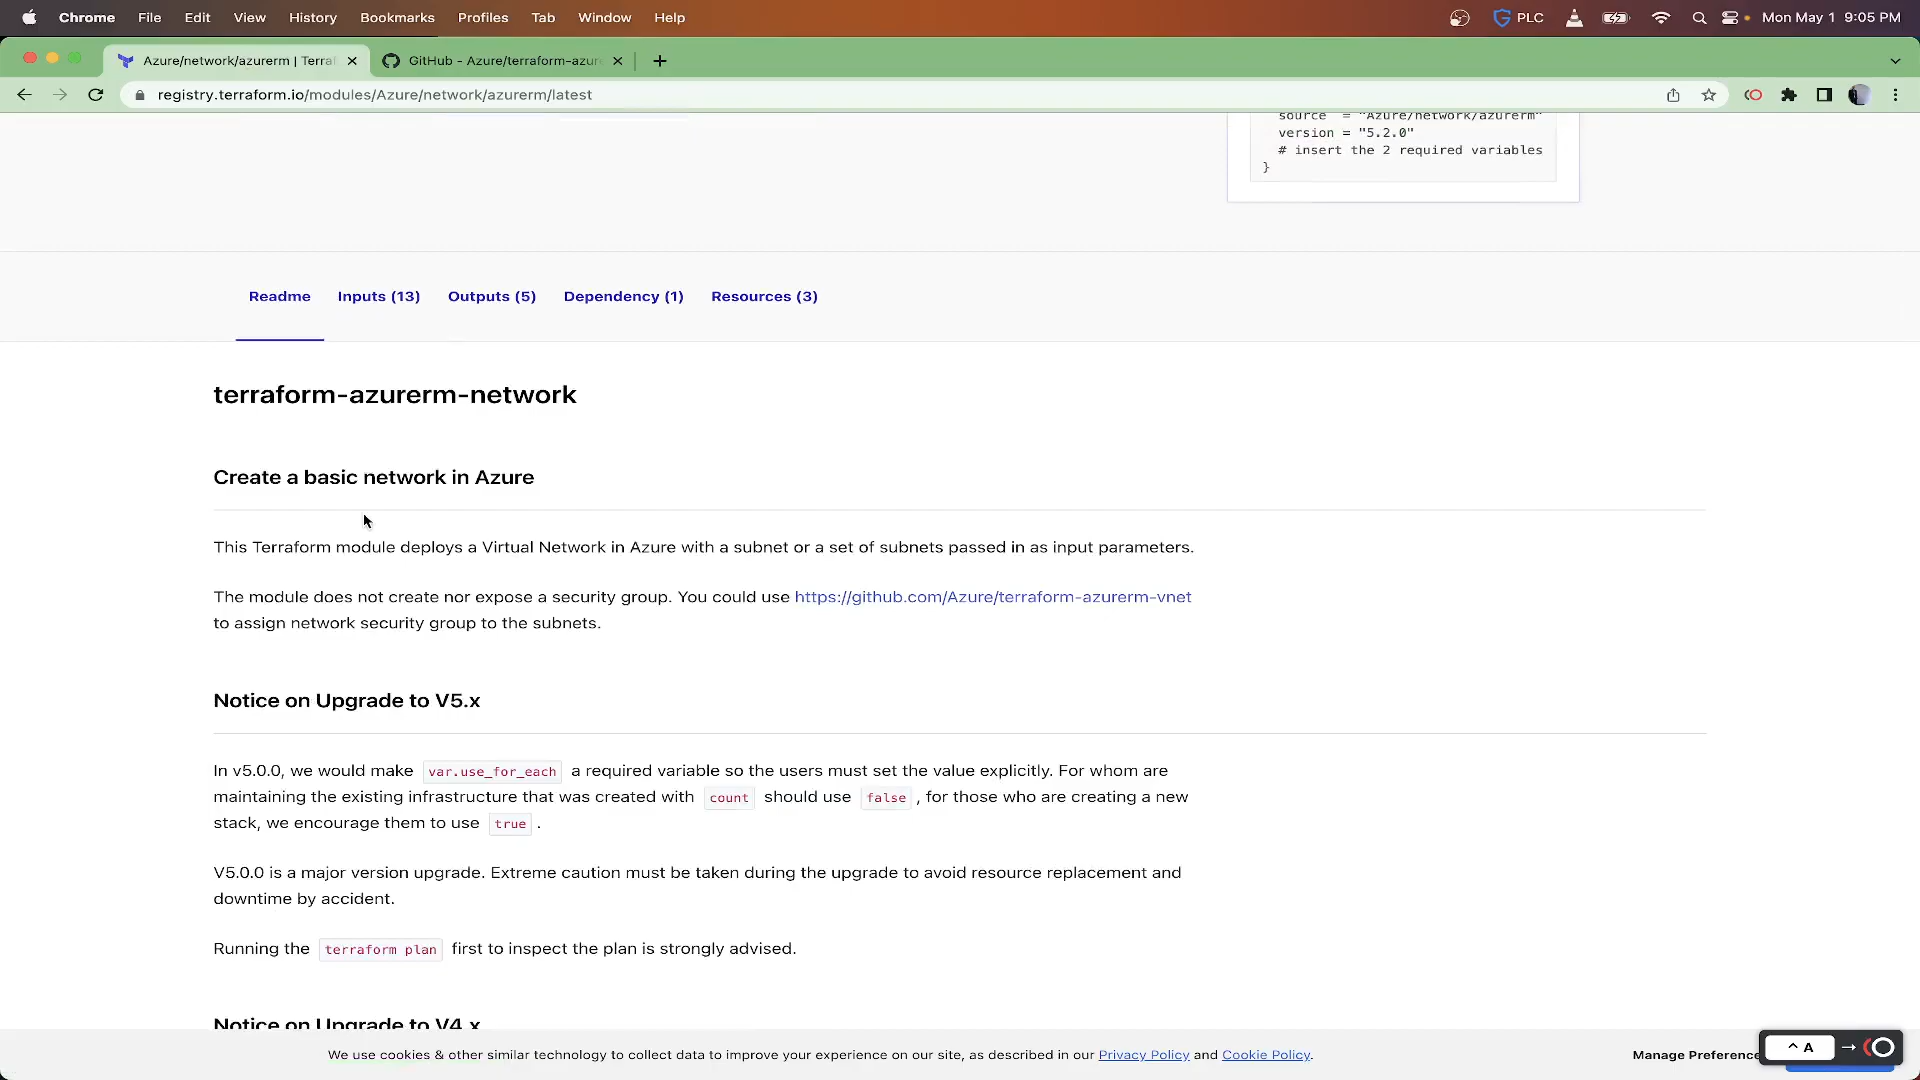 Chrome File Edit View History Bookmarks Profiles Tab Window Help PLC Mon May 1 9:05 PM
Azure/network/azurerm | Terra GitHub - Azure/terraform-azur
registry.terraform.io/modules/Azure/network/azurerm/latest
source = "Azure/network/azurerm"
version = "5.2.0"
# insert the 2 required variables
}
Readme Inputs (13) Outputs (5) Dependency (1) Resources (3)
terraform-azurerm-network
Create a basic network in Azure
This Terraform module deploys a Virtual Network in Azure with a subnet or a set of subnets passed in as input parameters.
The module does not create nor expose a security group. You could use https://github.com/Azure/terraform-azurerm-vnet
to assign network security group to the subnets.
Notice on Upgrade to V5.x
In v5.0.0, we would make var.use_for_each a required variable so the users must set the value explicitly. For whom are
maintaining the existing infrastructure that was created with count should use false , for those who are creating a new
stack, we encourage them to use true .
V5.0.0 is a major version upgrade. Extreme caution must be taken during the upgrade to avoid resource replacement and
downtime by accident.
Running the terraform plan first to inspect the plan is strongly advised.
Notice on Upgrade to V4.x
We use cookies & other similar technology to collect data to improve your experience on our site, as described in our Privacy Policy and Cookie Policy.
Manage Preference
^ A →